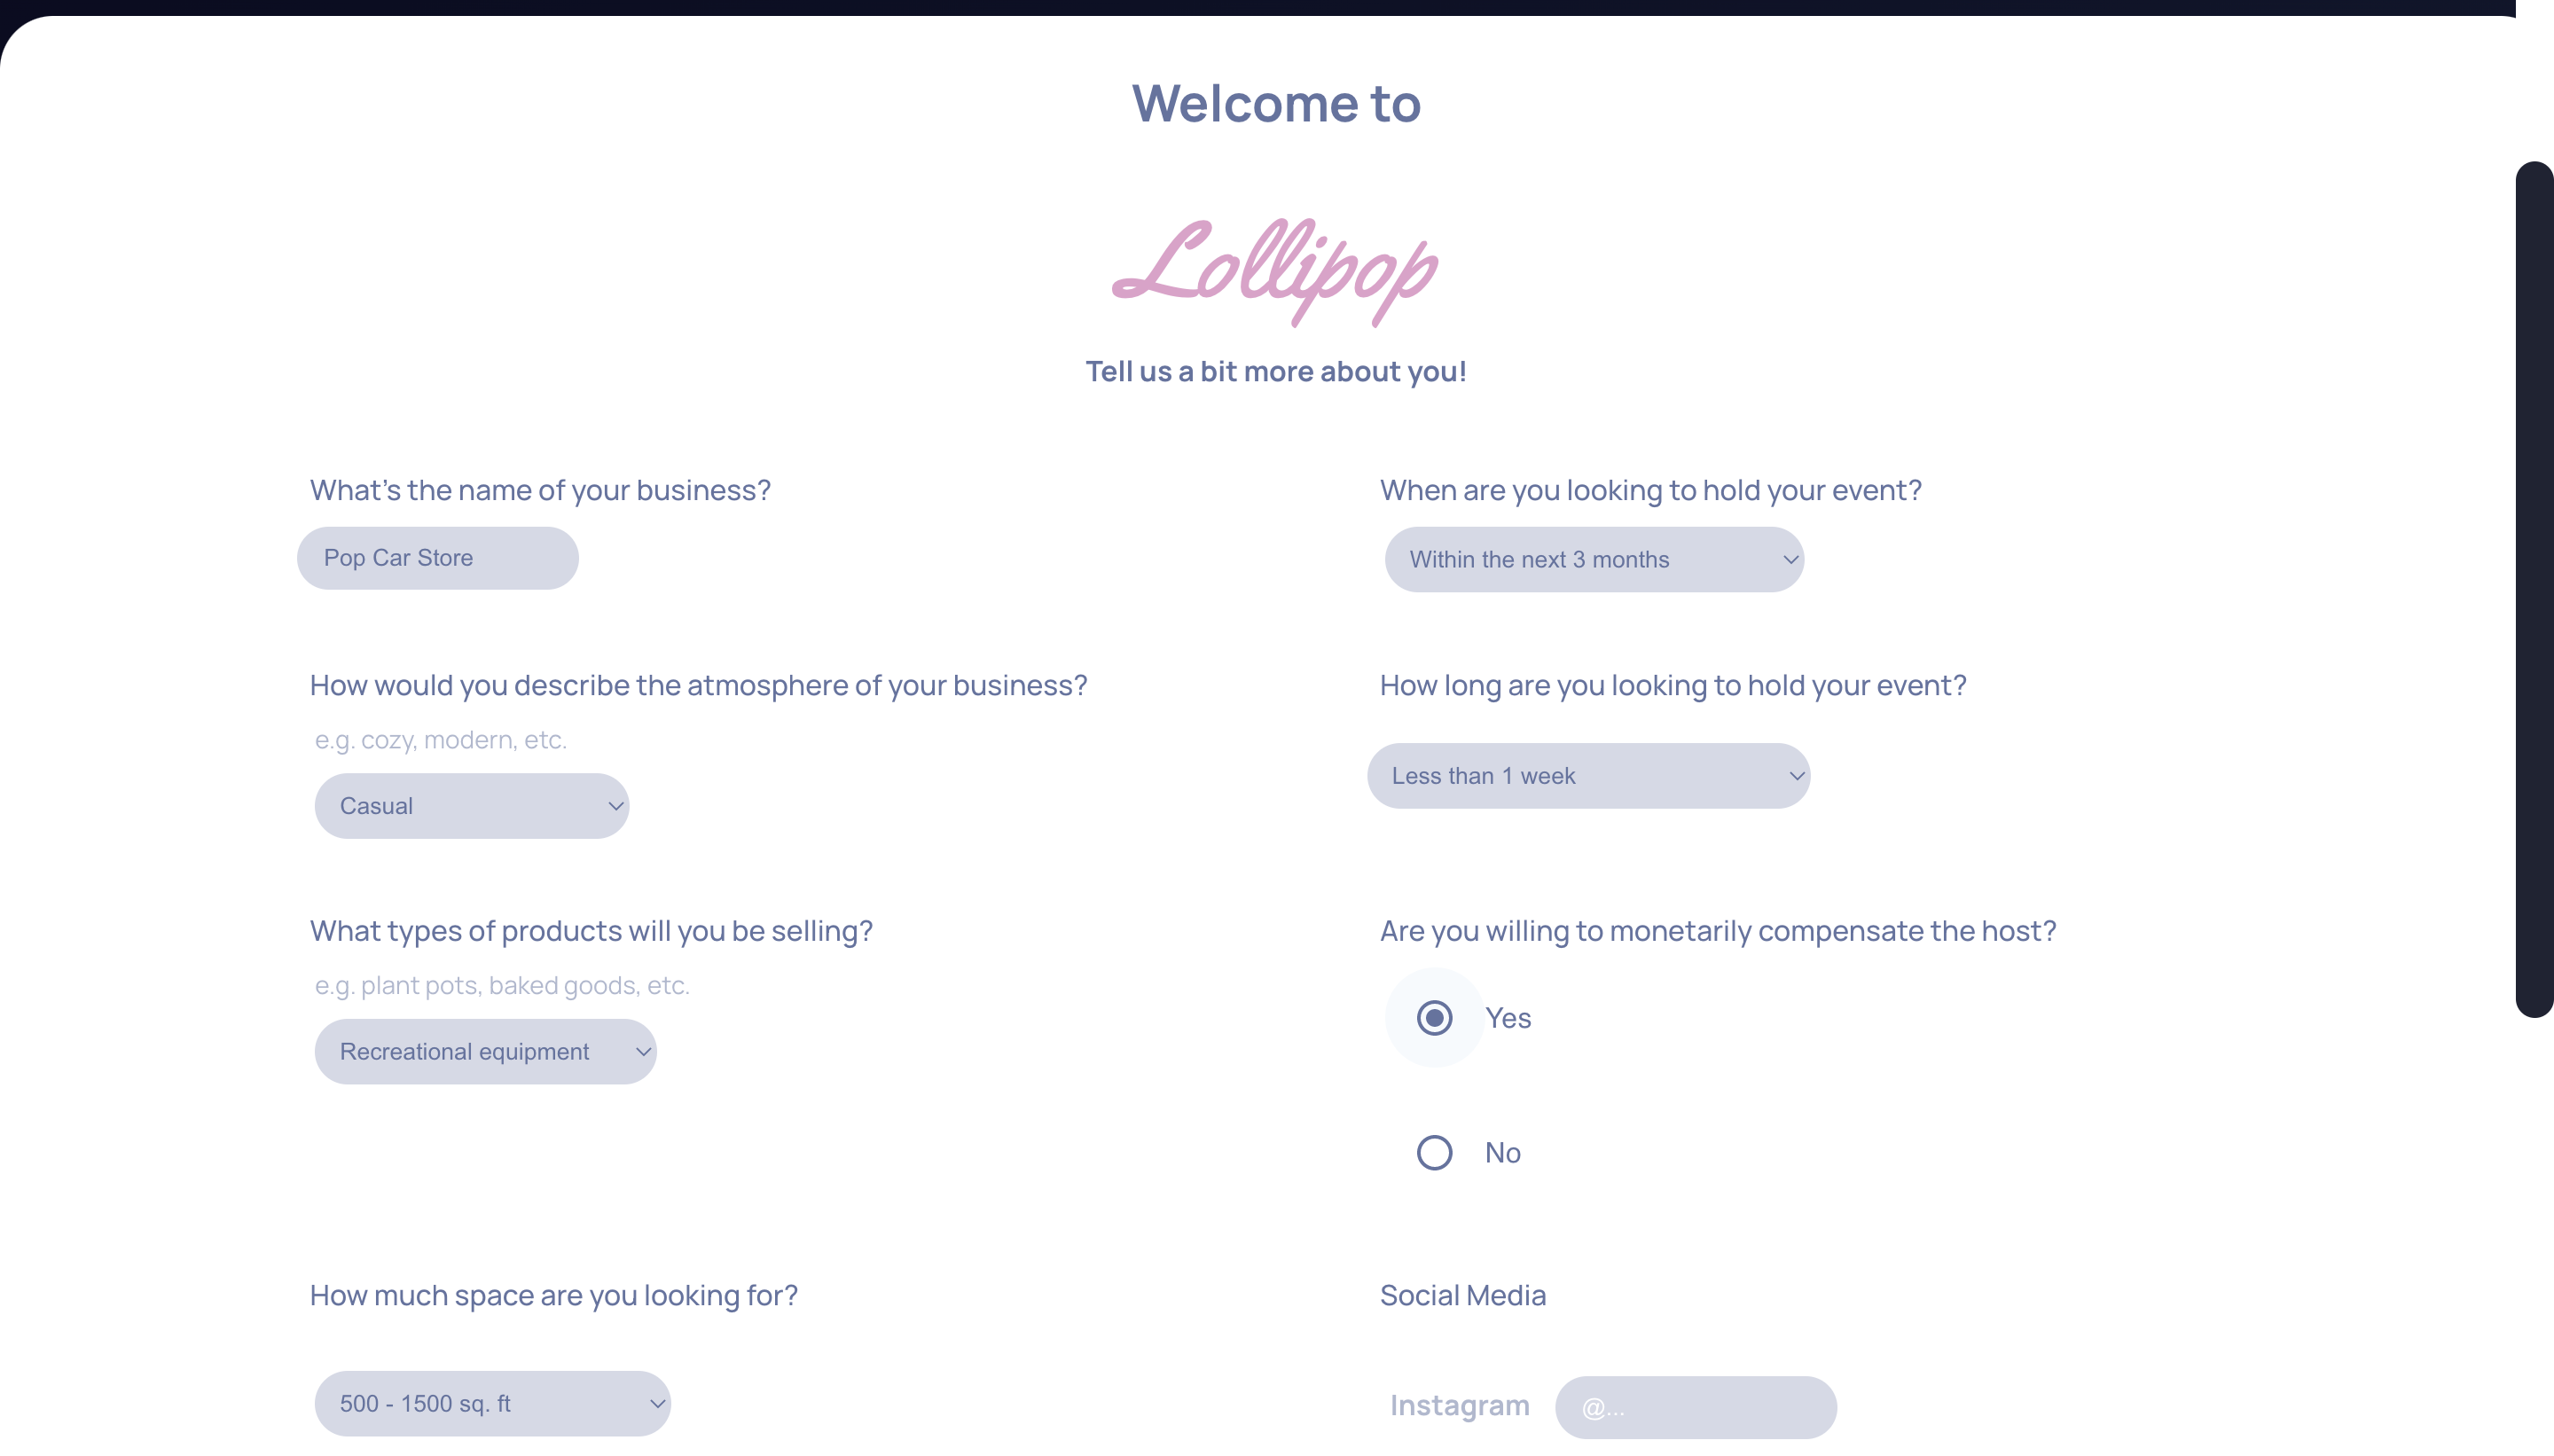 Welcome to
Lollipop
Tell us a bit more about you!
What's the name of your business?
Pop Car Store
How would you describe the atmosphere of your business?
e.g. cozy, modern, etc.
Casual
What types of products will you be selling?
e.g. plant pots, baked goods, etc.
Recreational equipment
How much space are you looking for?
500 - 1500 sq. ft
When are you looking to hold your event?
Within the next 3 months
How long are you looking to hold your event?
Less than 1 week
Are you willing to monetarily compensate the host?
Yes
No
Social Media
Instagram @...